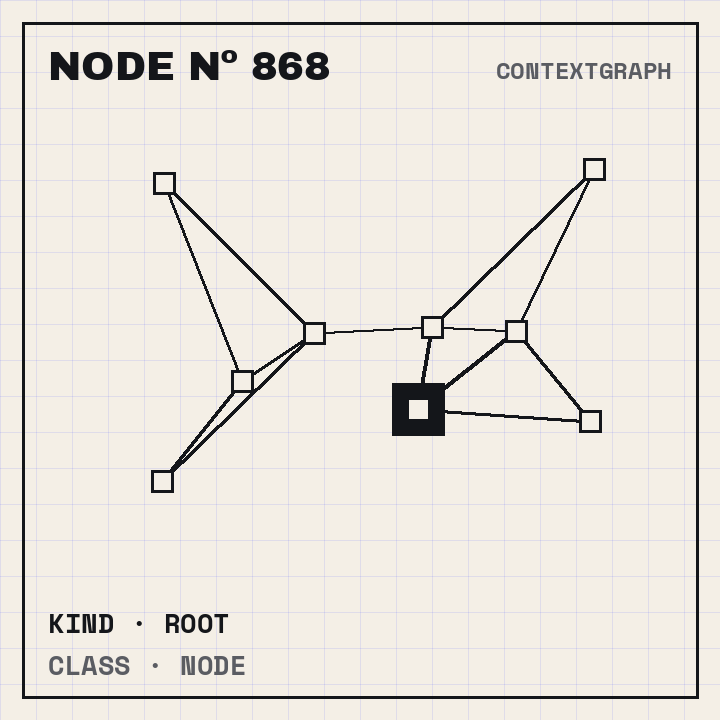 NODE Nº 868
CONTEXTGRAPH
KIND · ROOT
CLASS · NODE